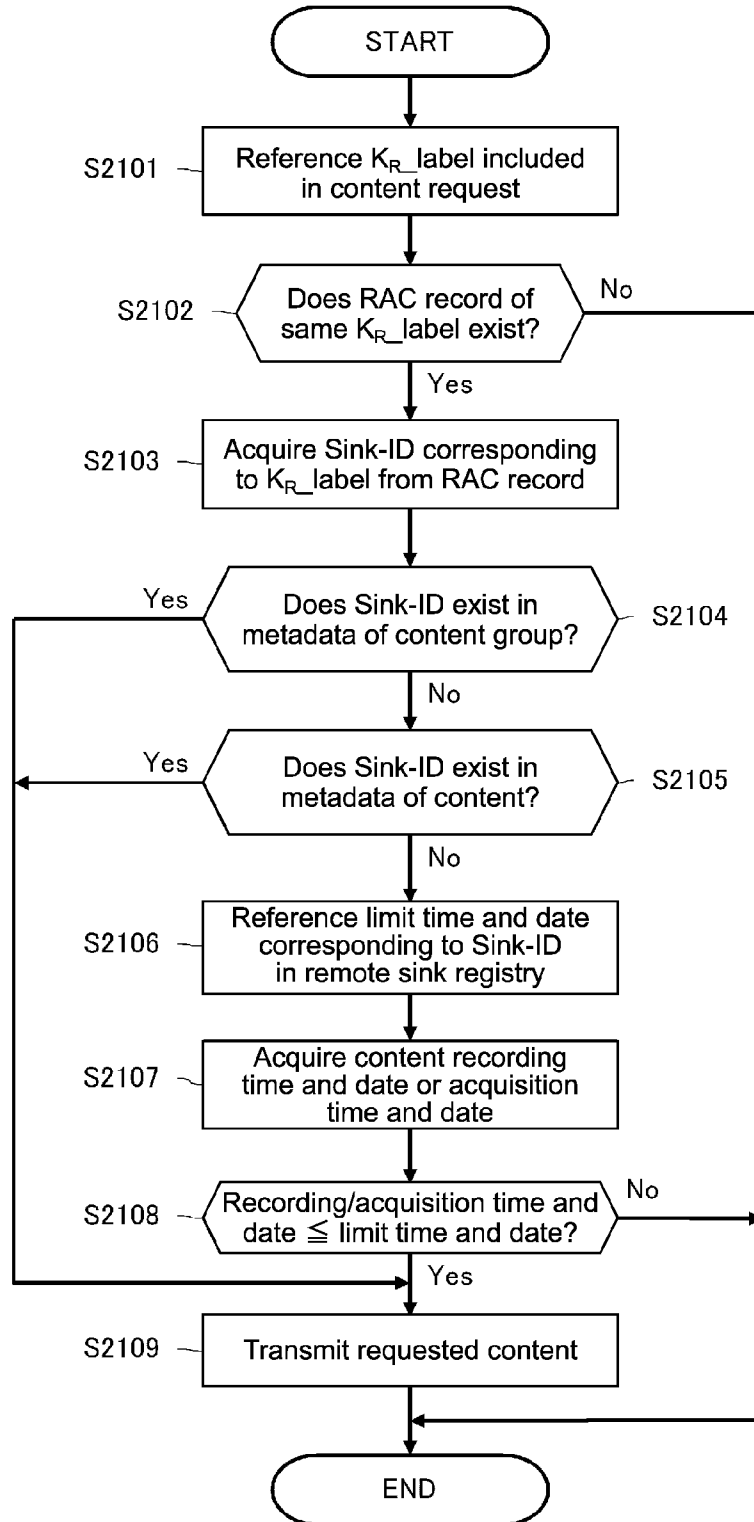 START
S2101
Reference K_R_label included
in content request
S2102
Does RAC record of
same K_R_label exist?
No
Yes
S2103
Acquire Sink-ID corresponding
to K_R_label from RAC record
Yes
Does Sink-ID exist in
metadata of content group?
S2104
No
Yes
Does Sink-ID exist in
metadata of content?
S2105
No
S2106
Reference limit time and date
corresponding to Sink-ID
in remote sink registry
S2107
Acquire content recording
time and date or acquisition
time and date
S2108
Recording/acquisition time and
date ≦ limit time and date?
No
Yes
S2109
Transmit requested content
END